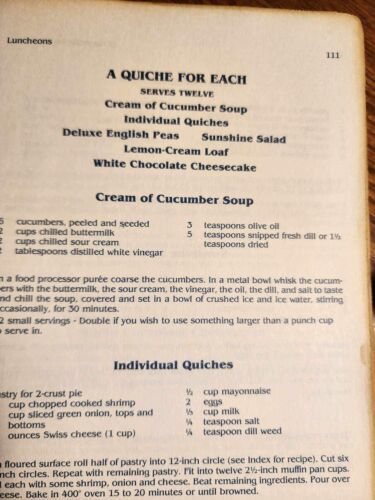 Luncheons
111
A QUICHE FOR EACH
SERVES TWELVE
Cream of Cucumber Soup
Individual Quiches
Deluxe English Peas Sunshine Salad
Lemon-Cream Loaf
White Chocolate Cheesecake
Cream of Cucumber Soup
cucumbers, peeled and seeded
cups chilled buttermilk
cups chilled sour cream
tablespoons distilled white vinegar
3 teaspoons olive oil
5 teaspoons snipped fresh dill or 1½
teaspoons dried
a food processor purée coarse the cucumbers. In a metal bowl whisk the cucum-
ers with the buttermilk, the sour cream, the vinegar, the oil, the dill, and salt to taste
nd chill the soup, covered and set in a bowl of crushed ice and ice water, stirring
ccasionally, for 30 minutes.
2 small servings - Double if you wish to use something larger than a punch cup
serve in.
Individual Quiches
astry for 2-crust pie
cup chopped cooked shrimp
cup sliced green onion, tops and
bottoms
ounces Swiss cheese (1 cup)
½ cup mayonnaise
2 eggs
⅓ cup milk
¼ teaspoon salt
¼ teaspoon dill weed
floured surface roll half of pastry into 12-inch circle (see Index for recipe). Cut six
inch circles. Repeat with remaining pastry. Fit into twelve 2½-inch muffin pan cups.
ll each with some shrimp, onion and cheese. Beat remaining ingredients. Pour over
eese. Bake in 400° oven 15 to 20 minutes or until browned.